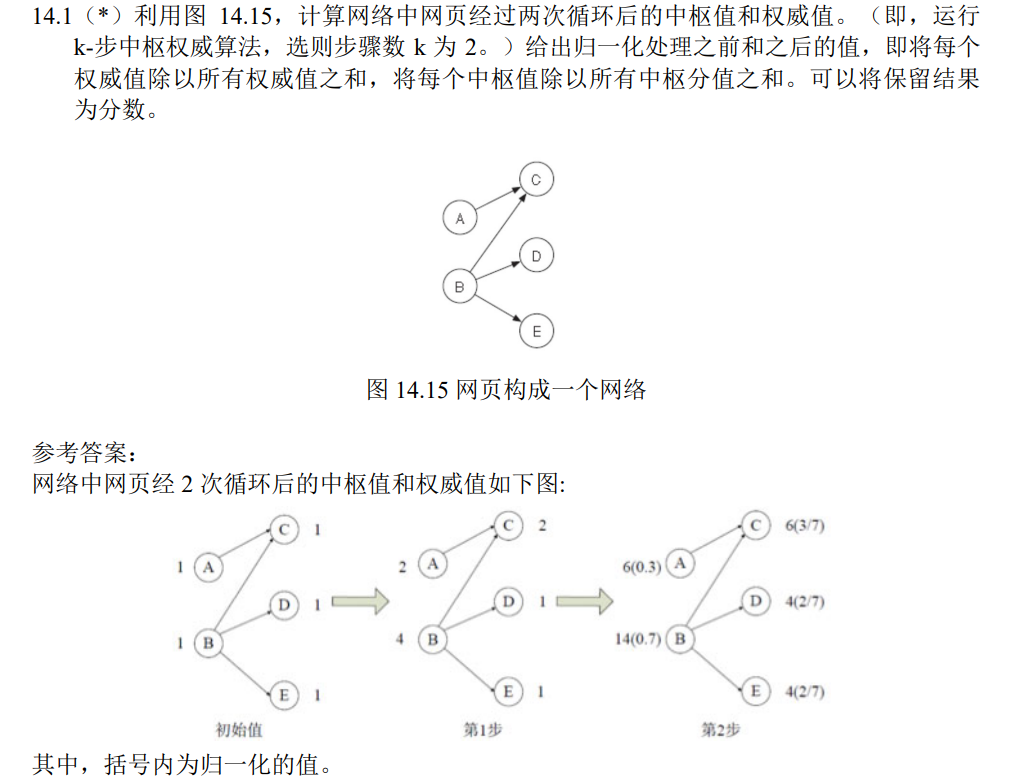 14.1（*）利用图 14.15，计算网络中网页经过两次循环后的中枢值和权威值。（即，运行
k-步中枢权威算法，选则步骤数 k 为 2。）给出归一化处理之前和之后的值，即将每个
权威值除以所有权威值之和，将每个中枢值除以所有中枢分值之和。可以将保留结果
为分数。
C
A
D
B
E
图 14.15 网页构成一个网络
参考答案：
网络中网页经 2 次循环后的中枢值和权威值如下图:
C 1
1 A
D 1
1 B
E 1
初始值
C 2
2 A
D 1
4 B
E 1
第1步
C 6(3/7)
6(0.3) A
D 4(2/7)
14(0.7) B
E 4(2/7)
第2步
其中，括号内为归一化的值。